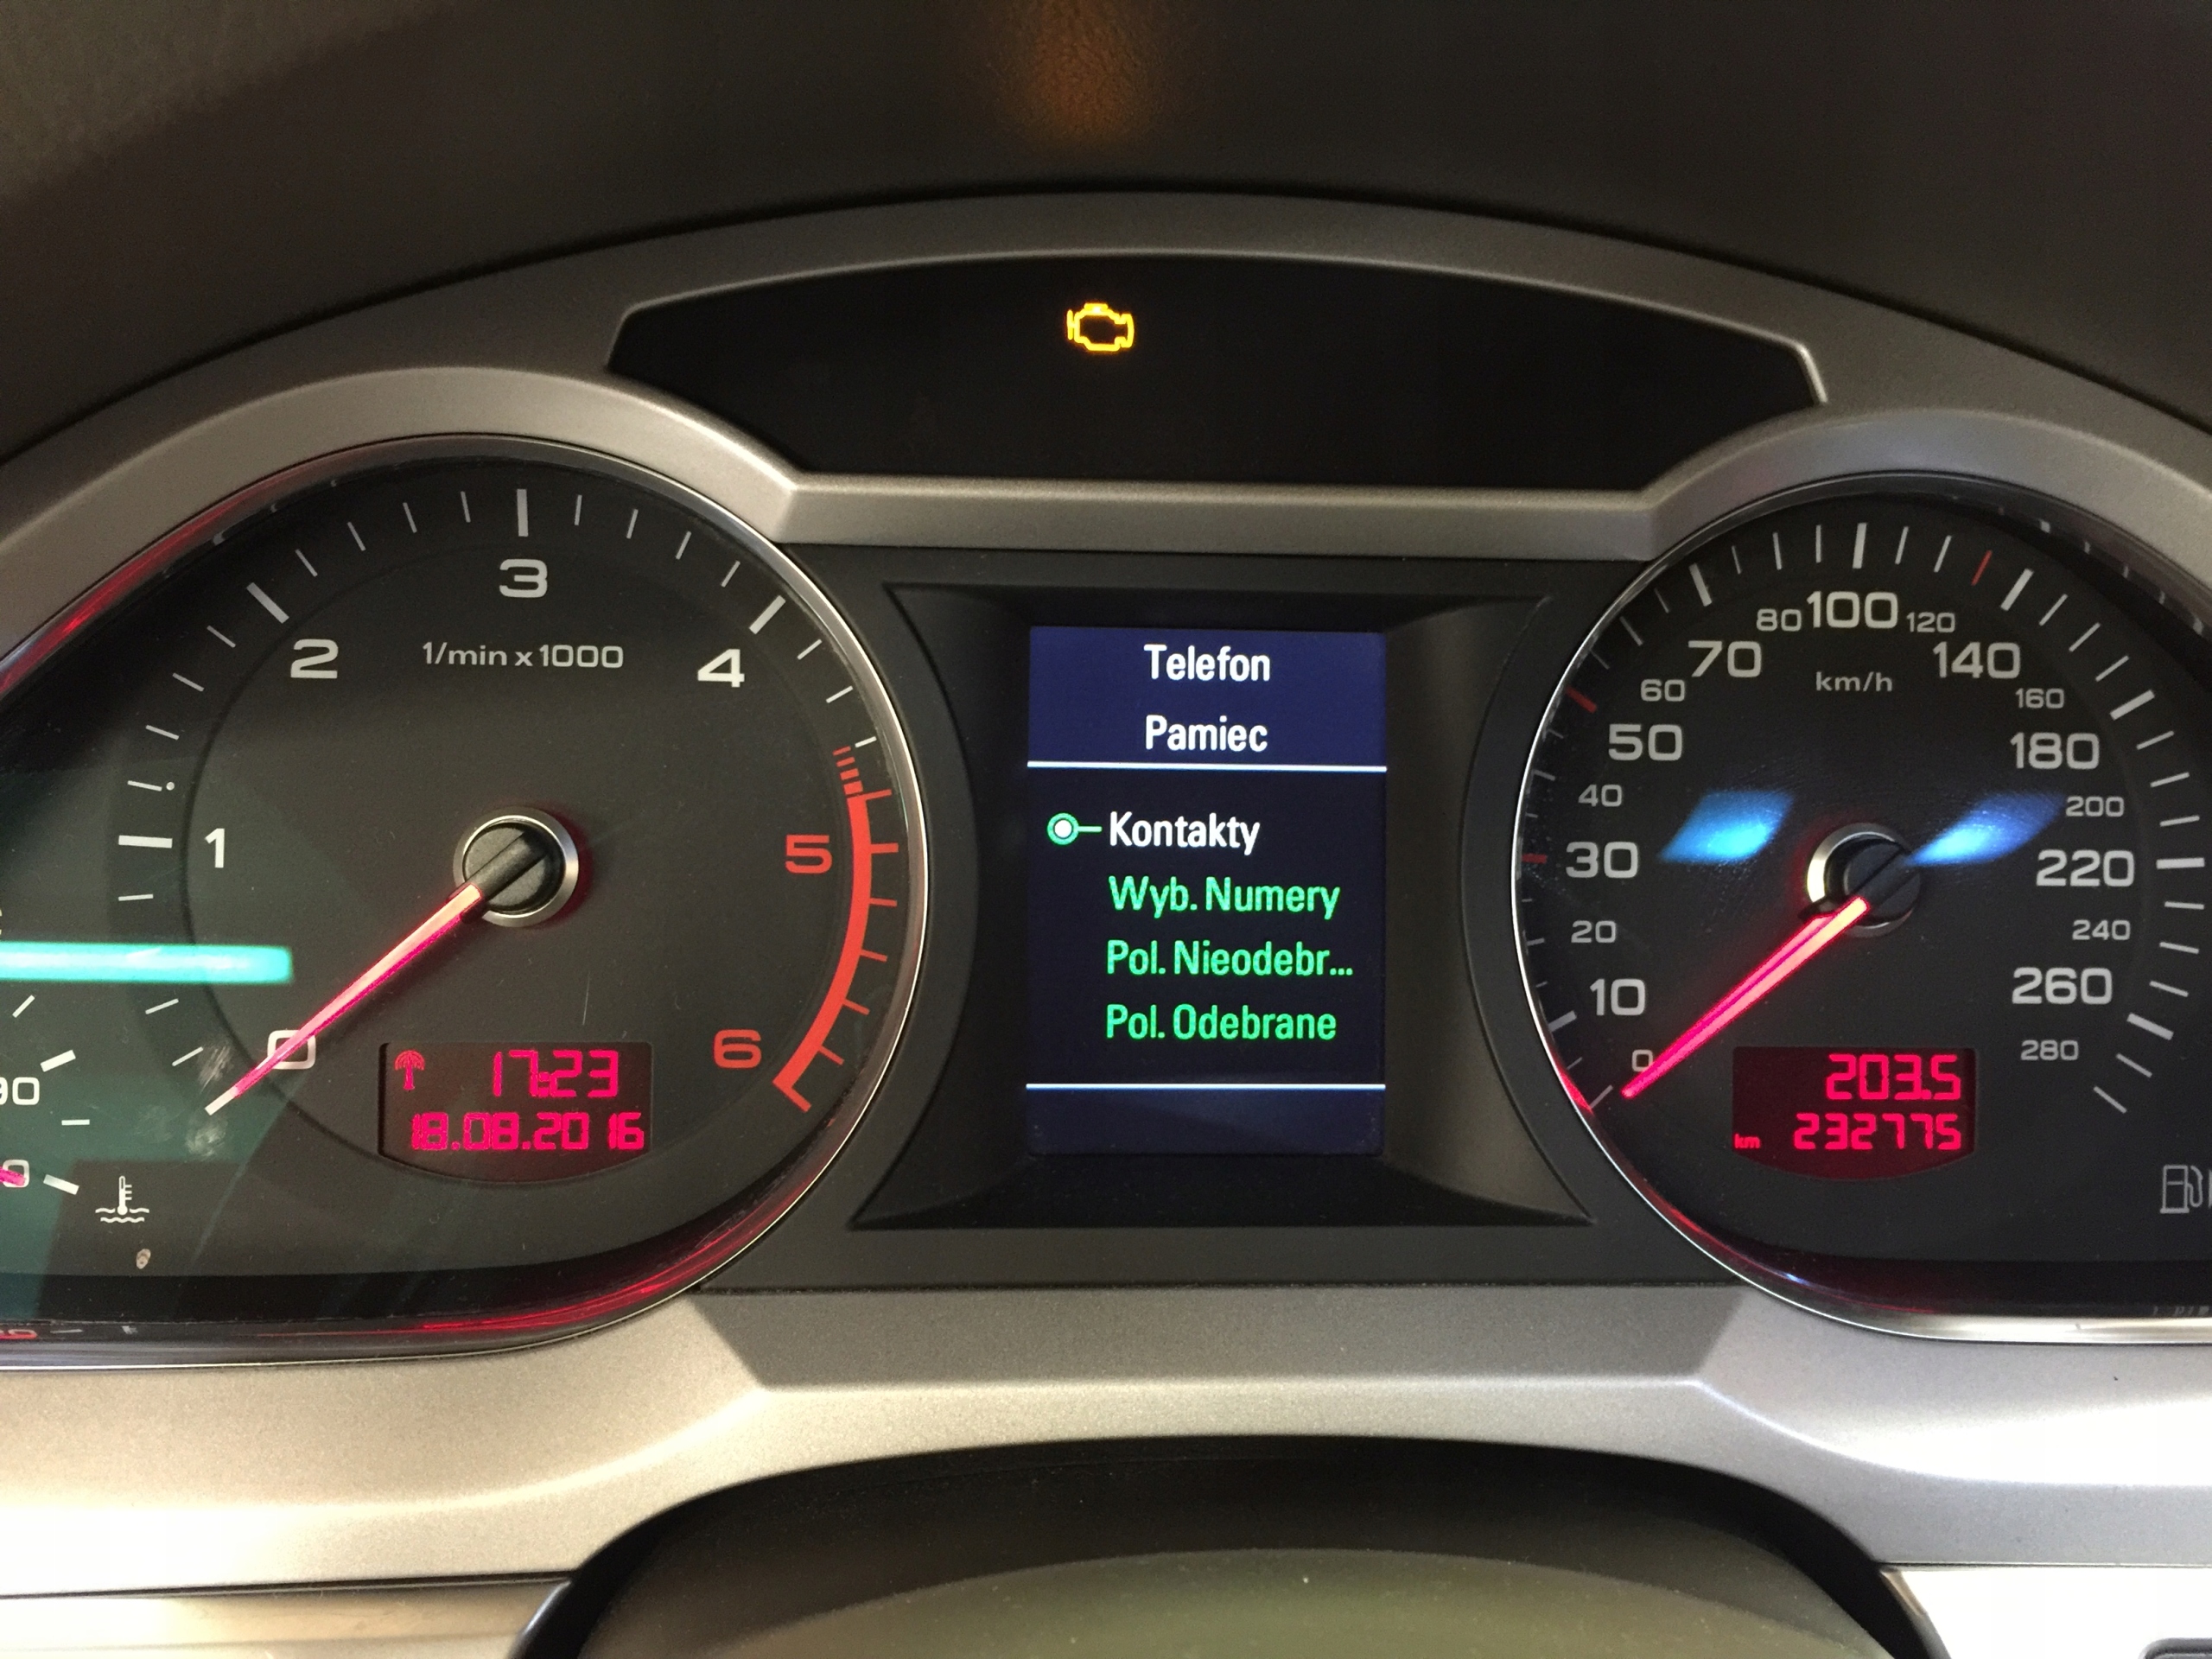 3
2
4
1/min x 1000
1
5
0
6
17:23
18.08.2016
90
Telefon
Pamiec
Kontakty
Wyb. Numery
Pol. Nieodebr...
Pol. Odebrane
80 100 120
70 140
km/h
60 160
50 180
40 200
30 220
20 240
10 260
0 280
203.5
km 232775